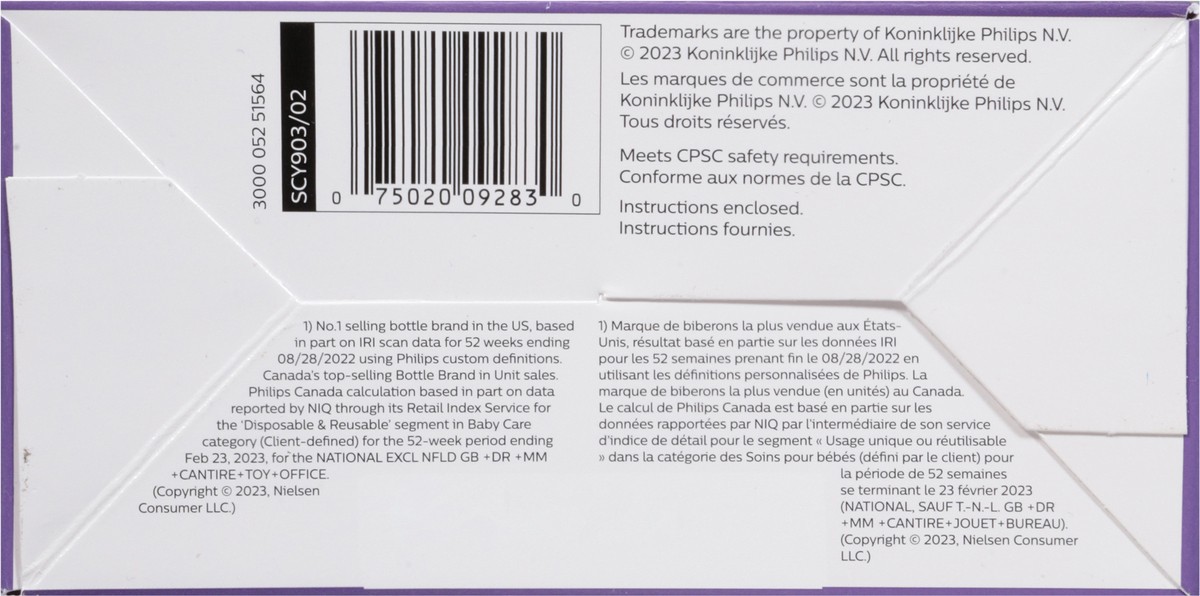 3000 052 51564
SCY903/02
0 75020 09283 0
Trademarks are the property of Koninklijke Philips N.V.
© 2023 Koninklijke Philips N.V. All rights reserved.
Les marques de commerce sont la propriété de
Koninklijke Philips N.V. © 2023 Koninklijke Philips N.V.
Tous droits réservés.
Meets CPSC safety requirements.
Conforme aux normes de la CPSC.
Instructions enclosed.
Instructions fournies.
1) No.1 selling bottle brand in the US, based
in part on IRI scan data for 52 weeks ending
08/28/2022 using Philips custom definitions.
Canada's top-selling Bottle Brand in Unit sales.
Philips Canada calculation based in part on data
reported by NIQ through its Retail Index Service for
the 'Disposable & Reusable' segment in Baby Care
category (Client-defined) for the 52-week period ending
Feb 23, 2023, for the NATIONAL EXCL NFLD GB +DR +MM
+CANTIRE+TOY+OFFICE.
(Copyright © 2023, Nielsen
Consumer LLC.)
1) Marque de biberons la plus vendue aux États-
Unis, résultat basé en partie sur les données IRI
pour les 52 semaines prenant fin le 08/28/2022 en
utilisant les définitions personnalisées de Philips. La
marque de biberons la plus vendue (en unités) au Canada.
Le calcul de Philips Canada est basé en partie sur les
données rapportées par NIQ par l'intermédiaire de son service
d'indice de détail pour le segment « Usage unique ou réutilisable
» dans la catégorie des Soins pour bébés (défini par le client) pour
la période de 52 semaines
se terminant le 23 février 2023
(NATIONAL, SAUF T.-N.-L. GB +DR
+MM +CANTIRE+JOUET+BUREAU).
(Copyright © 2023, Nielsen Consumer
LLC.)